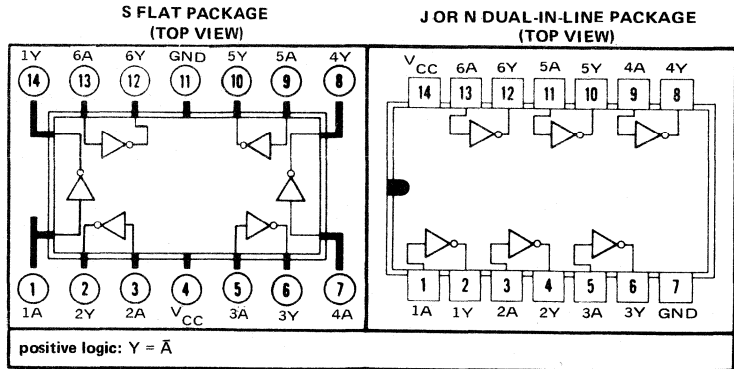 S FLAT PACKAGE
(TOP VIEW)
1Y 6A 6Y GND 5Y 5A 4Y
14 13 12 11 10 9 8
1 2 3 4 5 6 7
1A 2Y 2A VCC 3A 3Y 4A
J OR N DUAL-IN-LINE PACKAGE
(TOP VIEW)
VCC 6A 6Y 5A 5Y 4A 4Y
14 13 12 11 10 9 8
1 2 3 4 5 6 7
1A 1Y 2A 2Y 3A 3Y GND
positive logic: Y = Ā